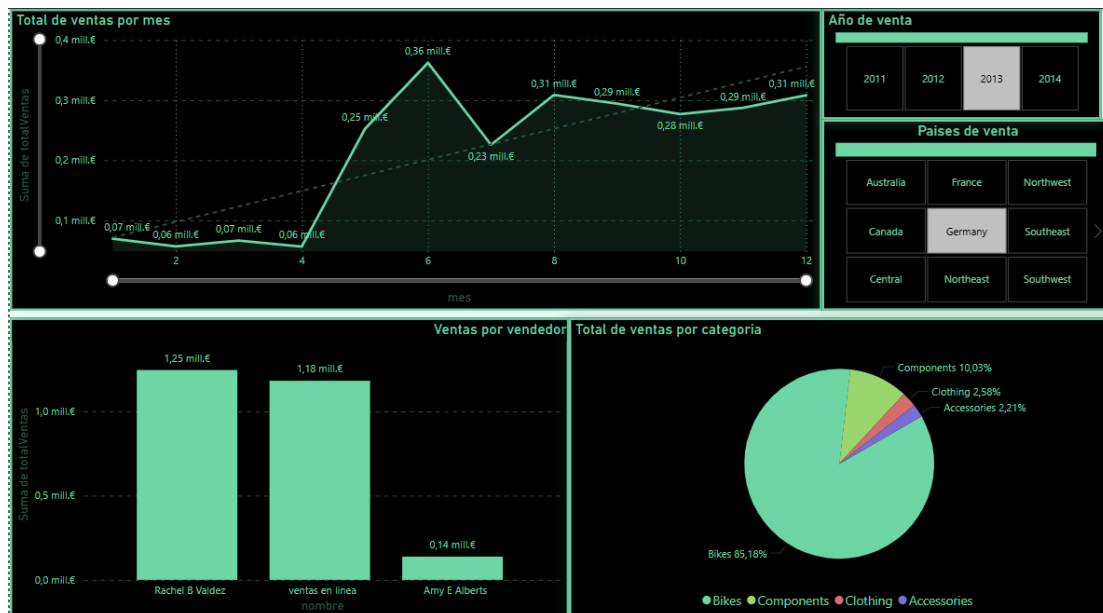 Total de ventas por mes
0,4 mill.€
0,3 mill.€
0,2 mill.€
0,1 mill.€
Suma de totalVentas
0,07 mill.€
0,06 mill.€
0,07 mill.€
0,06 mill.€
0,25 mill.€
0,36 mill.€
0,23 mill.€
0,31 mill.€
0,29 mill.€
0,28 mill.€
0,29 mill.€
0,31 mill.€
2 4 6 8 10 12
mes
Año de venta
2011 2012 2013 2014
Paises de venta
Australia France Northwest
Canada Germany Southeast
Central Northeast Southwest
Ventas por vendedor
1,0 mill.€
0,5 mill.€
0,0 mill.€
Suma de totalVentas
1,25 mill.€
1,18 mill.€
0,14 mill.€
Rachel B Valdez ventas en linea Amy E Alberts
nombre
Total de ventas por categoria
Components 10,03%
Clothing 2,58%
Accessories 2,21%
Bikes 85,18%
Bikes Components Clothing Accessories